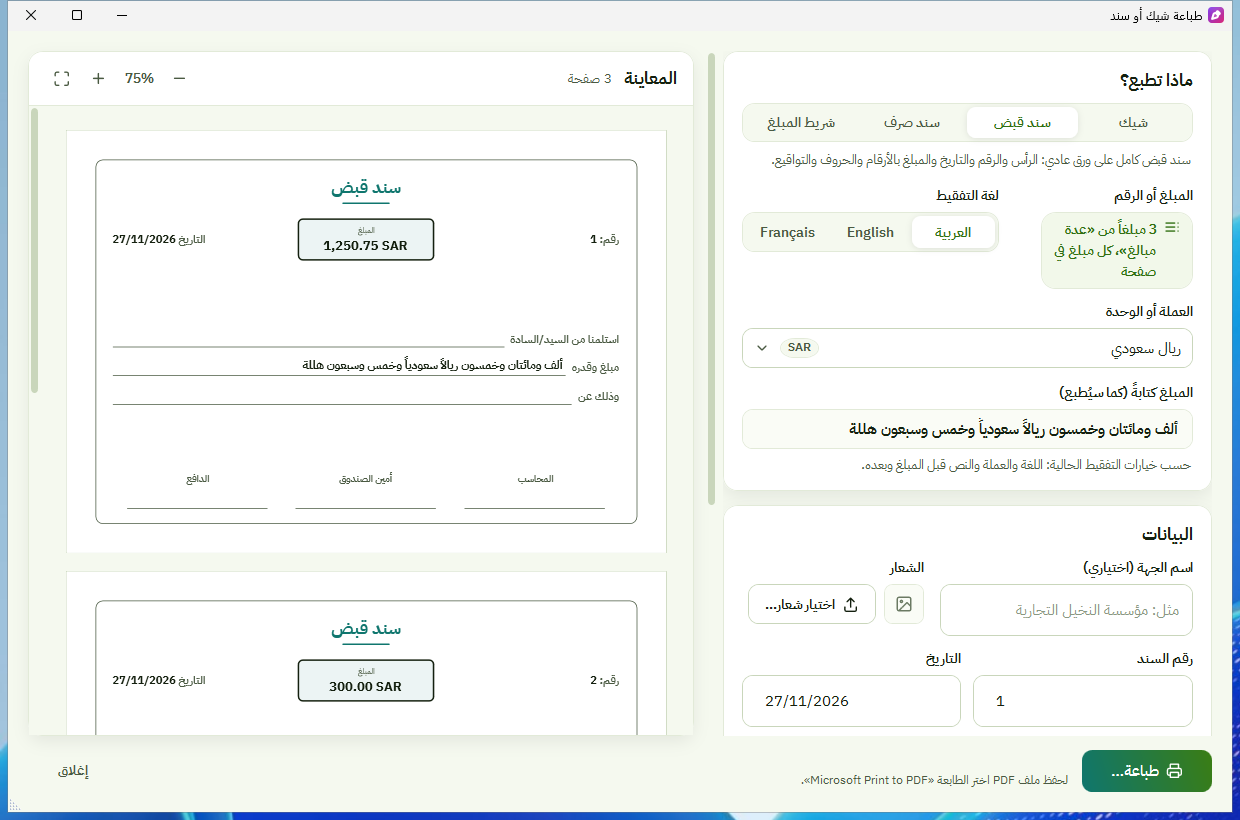 طباعة شيك أو سند
ماذا تطبع؟
شيك
سند قبض
سند صرف
شريط المبلغ
سند قبض كامل على ورق عادي: الرأس والرقم والتاريخ والمبلغ بالأرقام والحروف والتواقيع.
المبلغ أو الرقم
3 مبلغاً من «عدة
مبالغ»، كل مبلغ في
صفحة
لغة التفقيط
العربية
English
Français
العملة أو الوحدة
ريال سعودي
SAR
المبلغ كتابةً (كما سيُطبع)
ألف ومائتان وخمسون ريالاً سعودياً وخمس وسبعون هللة
حسب خيارات التفقيط الحالية: اللغة والعملة والنص قبل المبلغ وبعده.
البيانات
اسم الجهة (اختياري)
مثل: مؤسسة النخيل التجارية
الشعار
اختيار شعار...
رقم السند
1
التاريخ
27/11/2026
طباعة...
لحفظ ملف PDF اختر الطابعة «Microsoft Print to PDF».
إغلاق
المعاينة
3 صفحة
75%
سند قبض
رقم: 1
المبلغ
1,250.75 SAR
التاريخ 27/11/2026
استلمنا من السيد/السادة
مبلغ وقدره ألف ومائتان وخمسون ريالاً سعودياً وخمس وسبعون هللة
وذلك عن
المحاسب
أمين الصندوق
الدافع
سند قبض
رقم: 2
المبلغ
300.00 SAR
التاريخ 27/11/2026